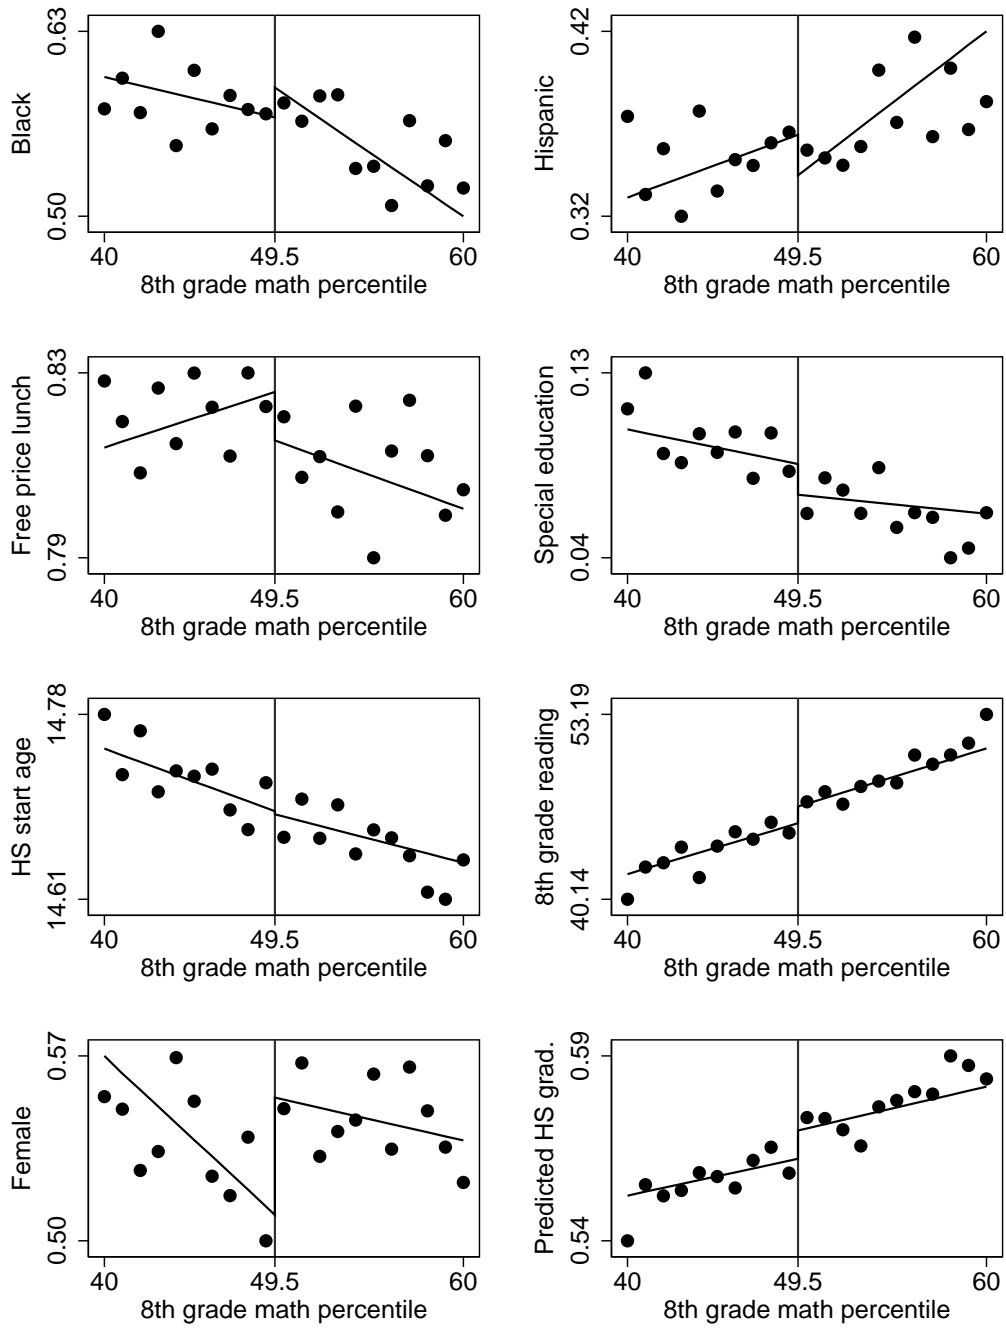 Black
0.63
0.50
40 49.5 60
8th grade math percentile
Hispanic
0.42
0.32
40 49.5 60
8th grade math percentile
Free price lunch
0.83
0.79
40 49.5 60
8th grade math percentile
Special education
0.13
0.04
40 49.5 60
8th grade math percentile
HS start age
14.78
14.61
40 49.5 60
8th grade math percentile
8th grade reading
53.19
40.14
40 49.5 60
8th grade math percentile
Female
0.57
0.50
40 49.5 60
8th grade math percentile
Predicted HS grad.
0.59
0.54
40 49.5 60
8th grade math percentile